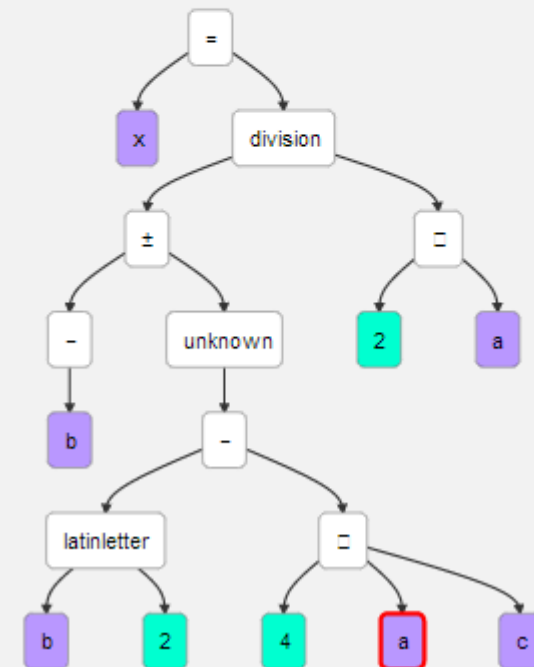 =
x division
± □
− unknown 2 a
b −
latinletter □
b 2 4 a c